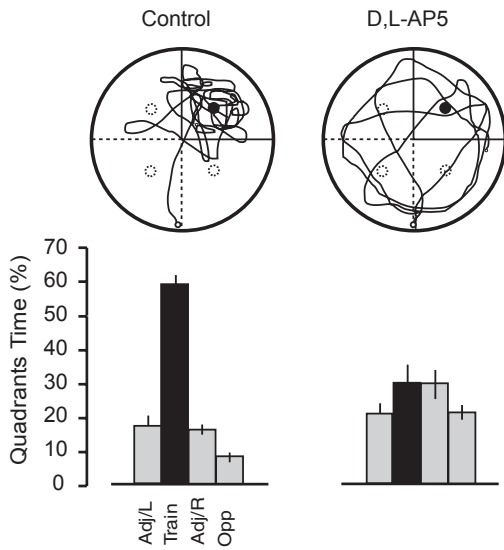 Control
D,L-AP5
Quadrants Time (%)
70
60
50
40
30
20
10
0
Adj/L
Train
Adj/R
Opp